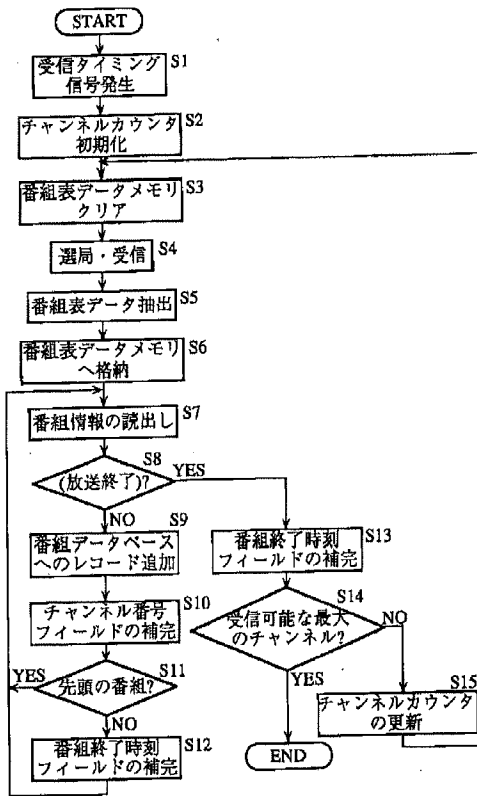 START
受信タイミング
信号発生
S1
チャンネルカウンタ
初期化
S2
番組表データメモリ
クリア
S3
選局・受信
S4
番組表データ抽出
S5
番組表データメモリ
へ格納
S6
番組情報の読出し
S7
(放送終了)?
S8
YES
NO
S9
番組データベース
へのレコード追加
チャンネル番号
フィールドの補完
S10
先頭の番組?
S11
YES
NO
番組終了時刻
フィールドの補完
S12
番組終了時刻
フィールドの補完
S13
受信可能な最大
のチャンネル?
S14
NO
YES
END
S15
チャンネルカウンタ
の更新